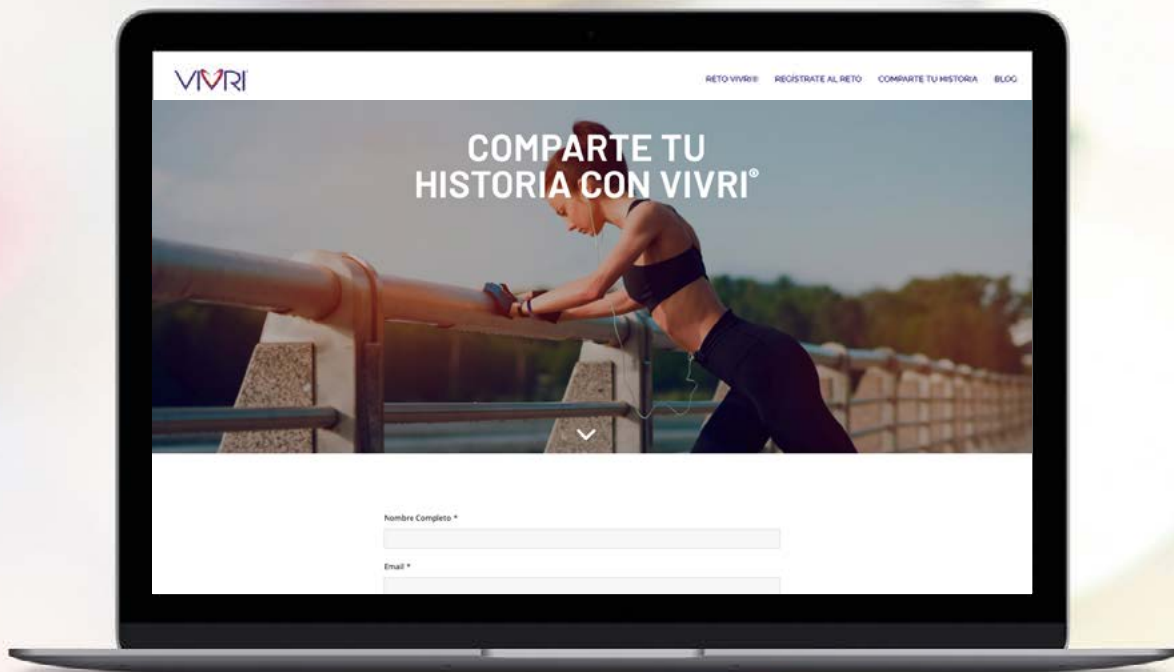 VIVRI
RETO VIVRI® REGÍSTRATE AL RETO COMPARTE TU HISTORIA BLOG
COMPARTE TU
HISTORIA CON VIVRI®
Nombre Completo *
Email *